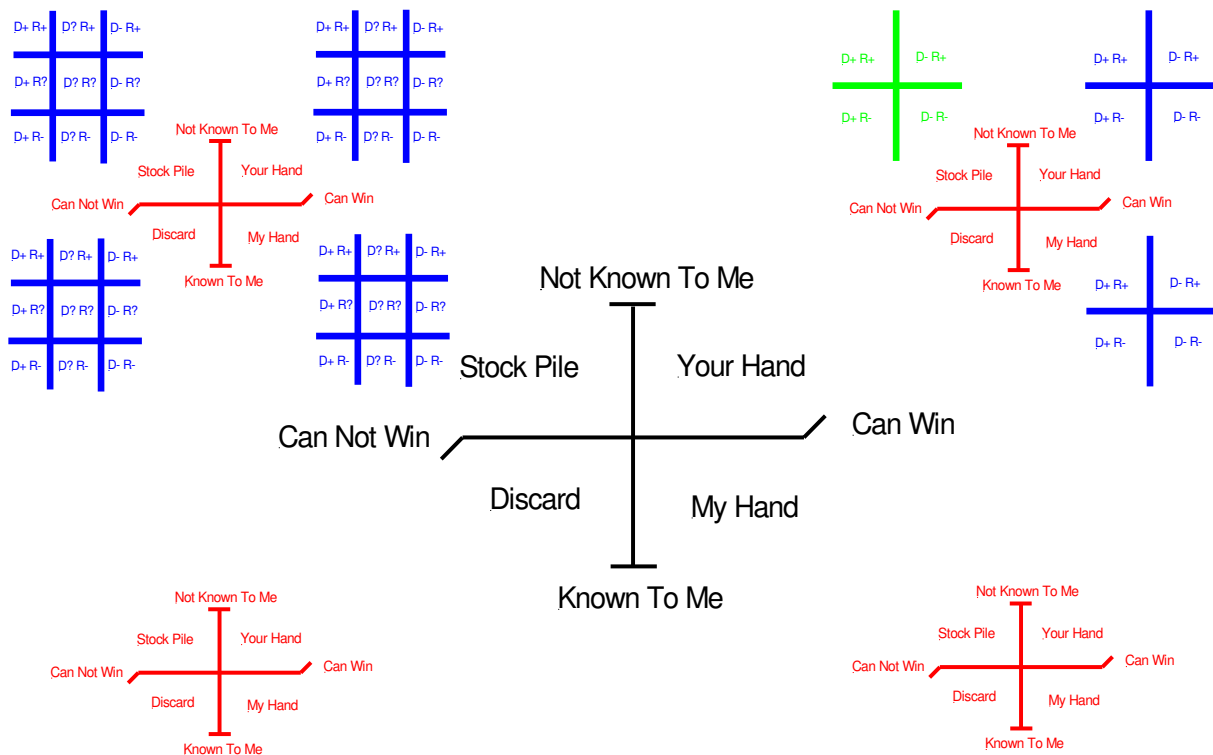 D+ R+ D? R+ D- R+
D+ R? D? R? D- R?
D+ R- D? R- D- R-
D+ R+ D? R+ D- R+
D+ R? D? R? D- R?
D+ R- D? R- D- R-
Not Known To Me
Stock Pile Your Hand
Can Not Win Can Win
Discard My Hand
Known To Me
D+ R+ D? R+ D- R+
D+ R? D? R? D- R?
D+ R- D? R- D- R-
D+ R+ D? R+ D- R+
D+ R? D? R? D- R?
D+ R- D? R- D- R-
D+ R+ D- R+
D+ R- D- R-
D+ R+ D- R+
D+ R- D- R-
Not Known To Me
Stock Pile Your Hand
Can Not Win Can Win
Discard My Hand
Known To Me
D+ R+ D- R+
D+ R- D- R-
Not Known To Me
Stock Pile Your Hand
Can Not Win Can Win
Discard My Hand
Known To Me
Not Known To Me
Stock Pile Your Hand
Can Not Win Can Win
Discard My Hand
Known To Me
Not Known To Me
Stock Pile Your Hand
Can Not Win Can Win
Discard My Hand
Known To Me